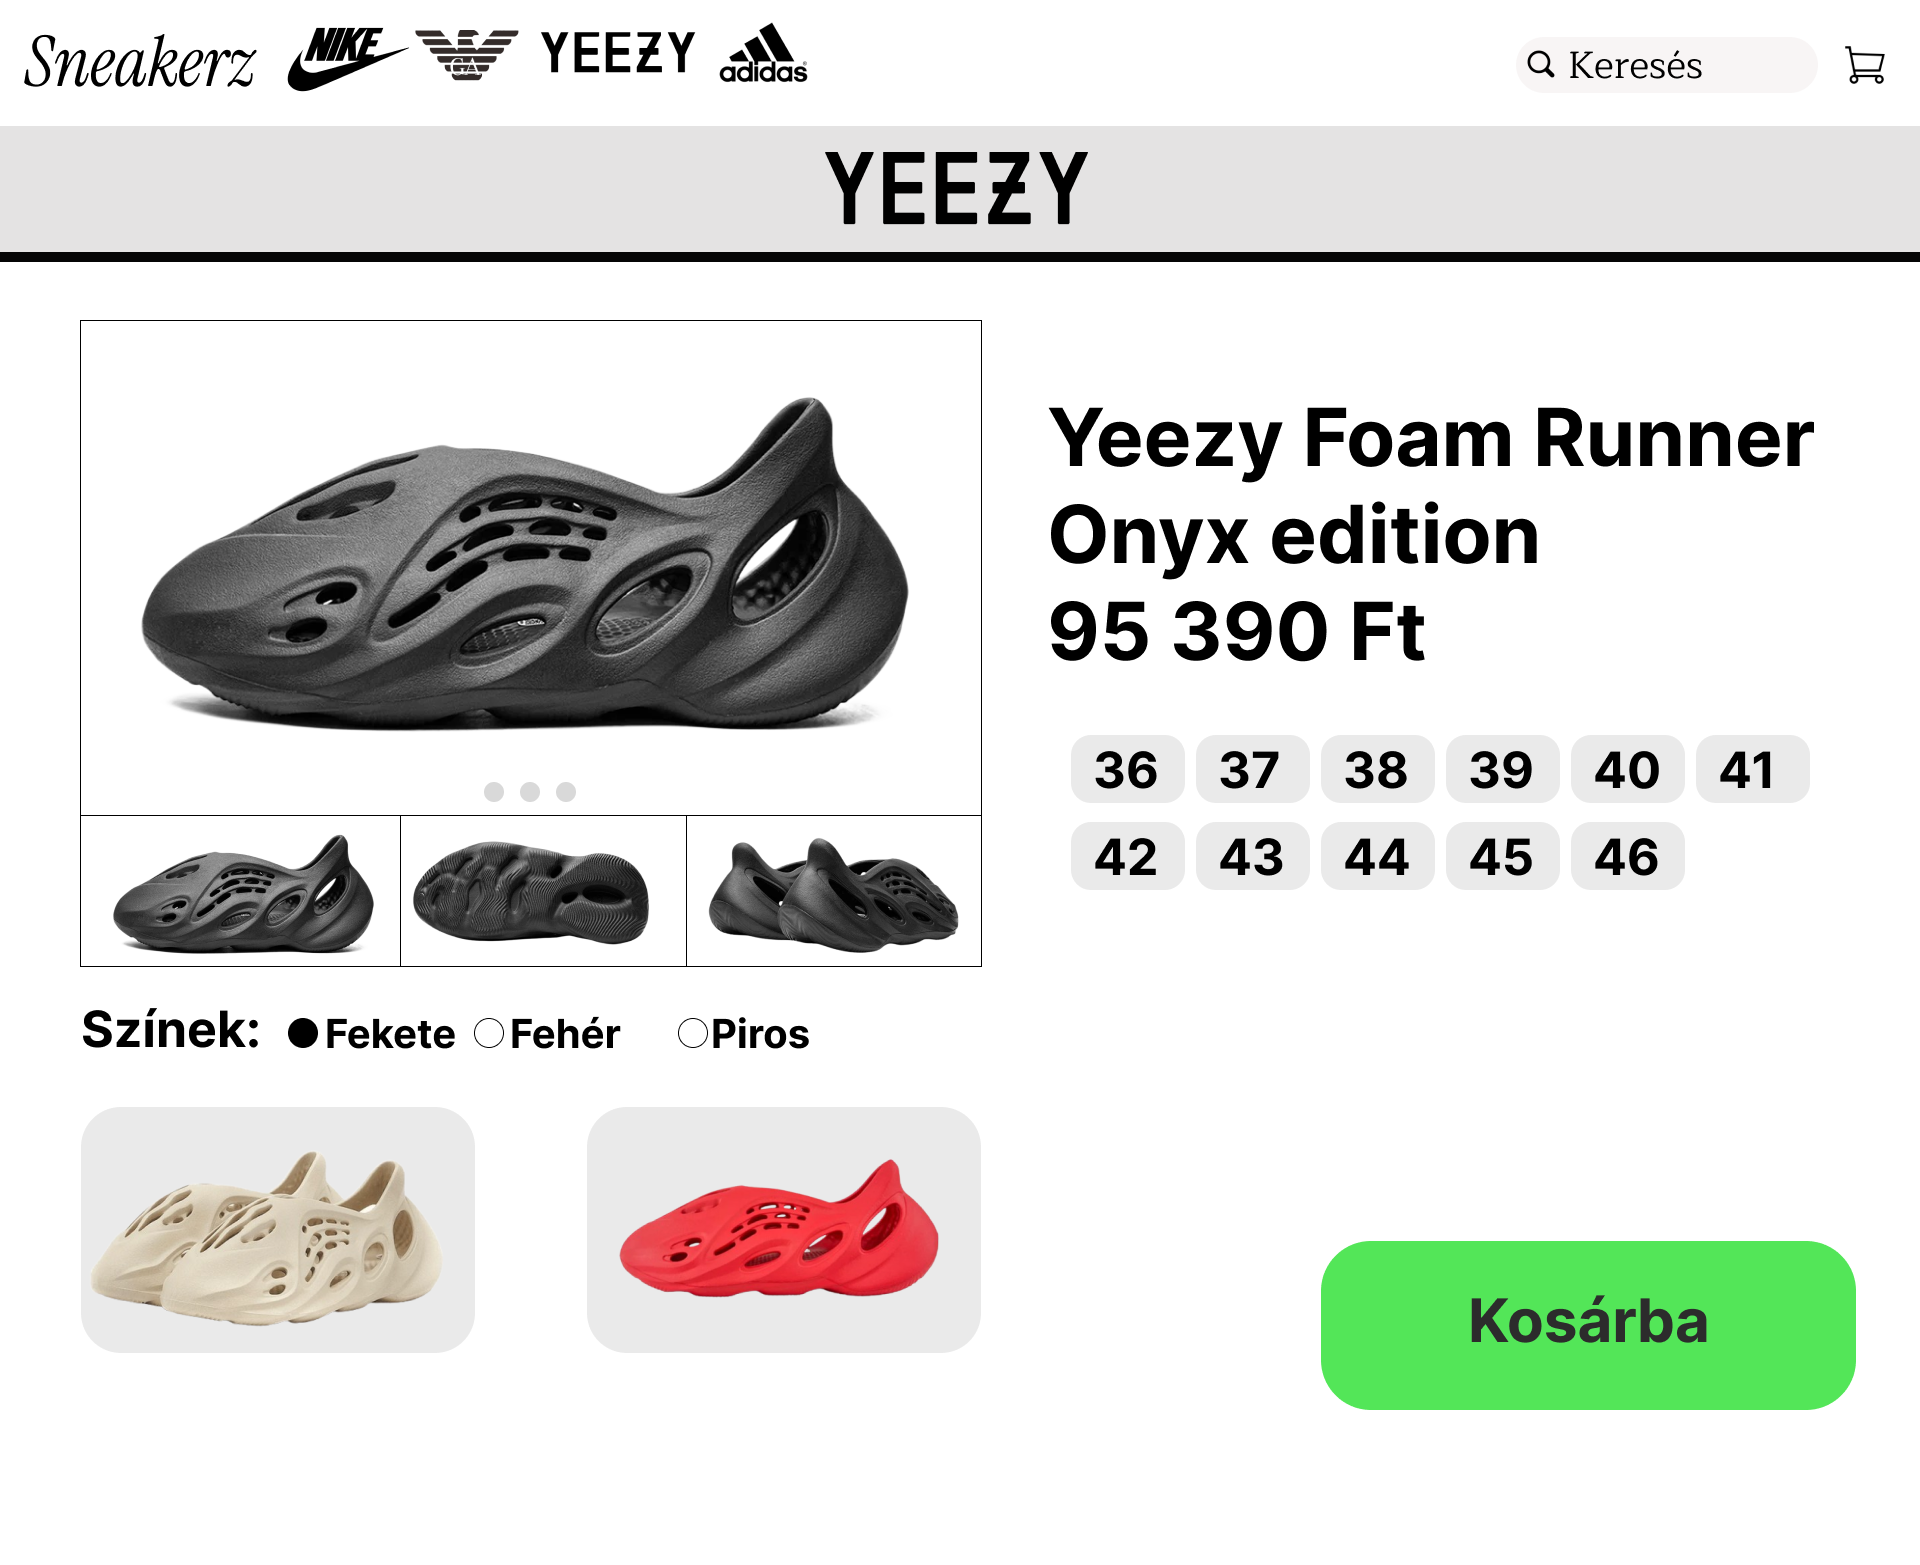 Sneakerz NIKE GA YEEZY adidas Keresés
YEEZY
Yeezy Foam Runner
Onyx edition
95 390 Ft
36 37 38 39 40 41
42 43 44 45 46
Színek: Fekete Fehér Piros
Kosárba